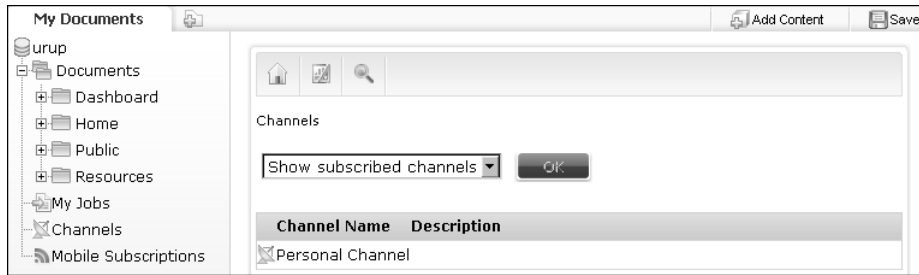 My Documents
Add Content
Save
urup
Documents
Dashboard
Home
Public
Resources
My Jobs
Channels
Mobile Subscriptions
Channels
Show subscribed channels
OK
Channel Name Description
Personal Channel